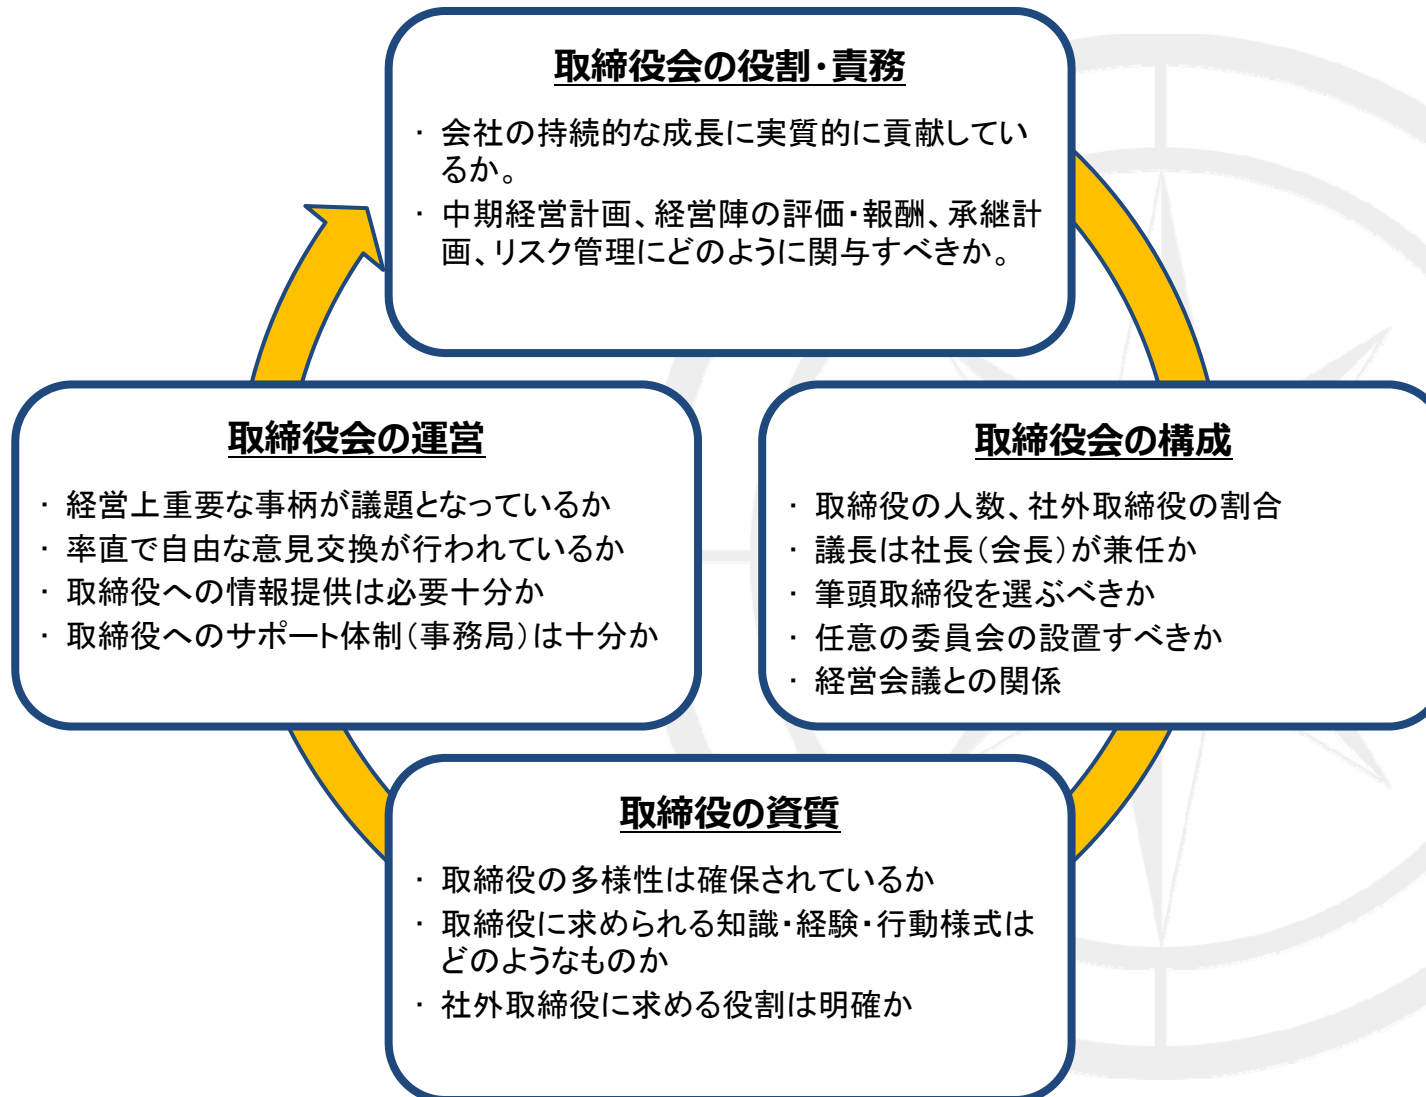 取締役会の役割・責務
・ 会社の持続的な成長に実質的に貢献してい
るか。
・ 中期経営計画、経営陣の評価・報酬、承継計
画、リスク管理にどのように関与すべきか。
取締役会の運営
・ 経営上重要な事柄が議題となっているか
・ 率直で自由な意見交換が行われているか
・ 取締役への情報提供は必要十分か
・ 取締役へのサポート体制（事務局）は十分か
取締役会の構成
・ 取締役の人数、社外取締役の割合
・ 議長は社長（会長）が兼任か
・ 筆頭取締役を選ぶべきか
・ 任意の委員会の設置すべきか
・ 経営会議との関係
取締役の資質
・ 取締役の多様性は確保されているか
・ 取締役に求められる知識・経験・行動様式は
どのようなものか
・ 社外取締役に求める役割は明確か